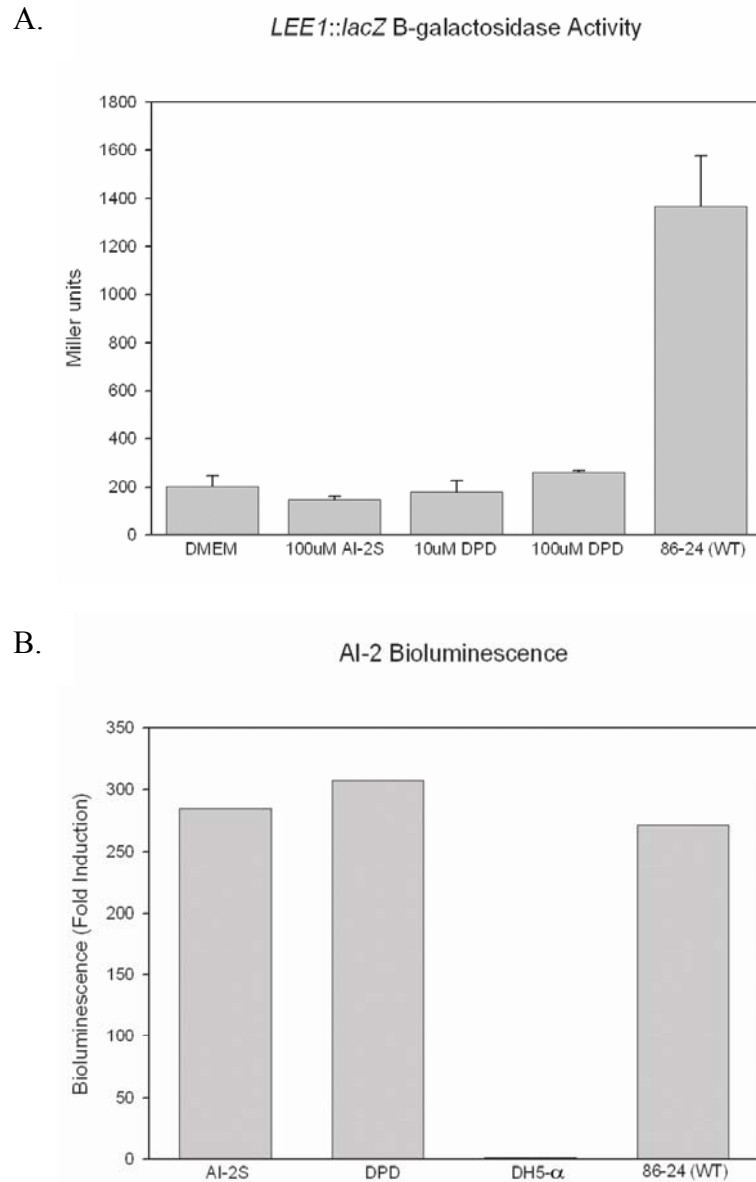 A.
LEE1::lacZ B-galactosidase Activity
1800
1600
1400
1200
1000
800
600
400
200
0
Miller units
DMEM 100uM AI-2S 10uM DPD 100uM DPD 86-24 (WT)
B.
AI-2 Bioluminescence
350
300
250
200
150
100
50
0
Bioluminescence (Fold Induction)
AI-2S DPD DH5-α 86-24 (WT)